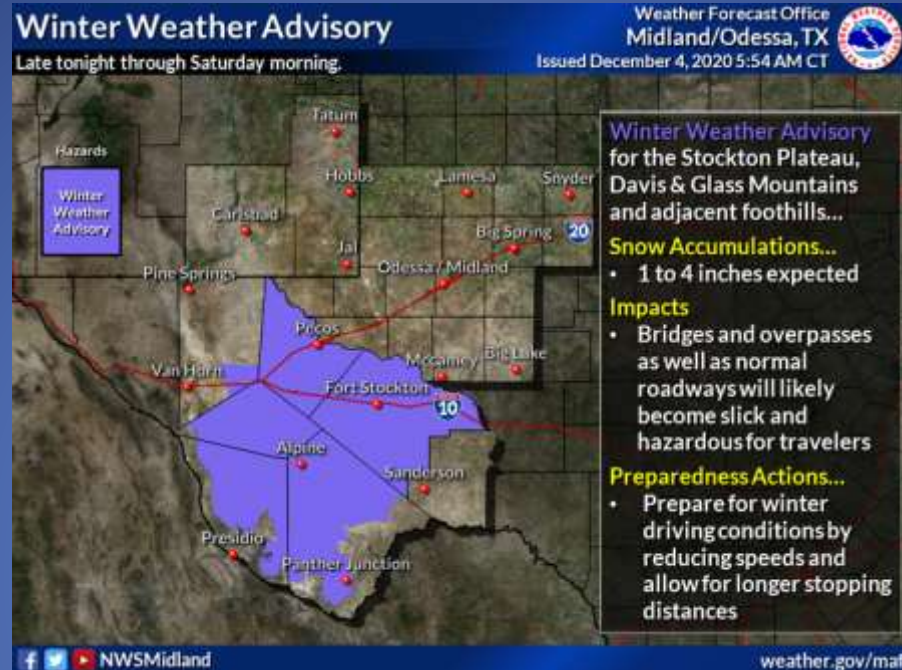 Winter Weather Advisory
Late tonight through Saturday morning.
Weather Forecast Office
Midland/Odessa, TX
Issued December 4, 2020 5:54 AM CT
Hazards
Winter
Weather
Advisory
Tatum
Hobbs
Lamesa
Snyder
Carlsbad
Big Spring
20
Jal
Odessa / Midland
Pine Springs
Pecos
Van Horn
Mccamey
Big Lake
Fort Stockton
10
Alpine
Sanderson
Presidio
Panther Junction
Winter Weather Advisory
for the Stockton Plateau,
Davis & Glass Mountains
and adjacent foothills...
Snow Accumulations...
• 1 to 4 inches expected
Impacts
• Bridges and overpasses
as well as normal
roadways will likely
become slick and
hazardous for travelers
Preparedness Actions...
• Prepare for winter
driving conditions by
reducing speeds and
allow for longer stopping
distances
NWSMidland
weather.gov/maf